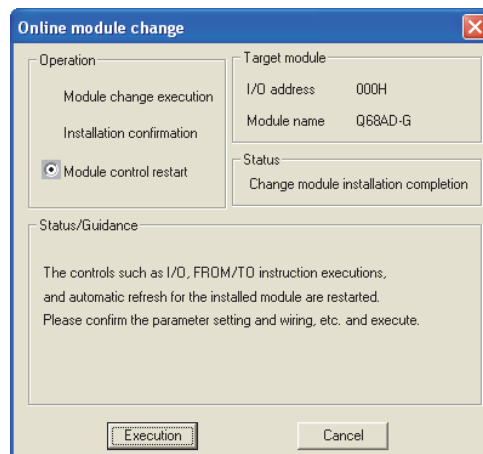 Online module change
Operation
Module change execution
Installation confirmation
Module control restart
Target module
I/O address 000H
Module name Q68AD-G
Status
Change module installation completion
Status/Guidance
The controls such as I/O, FROM/TO instruction executions,
and automatic refresh for the installed module are restarted.
Please confirm the parameter setting and wiring, etc. and execute.
Execution
Cancel